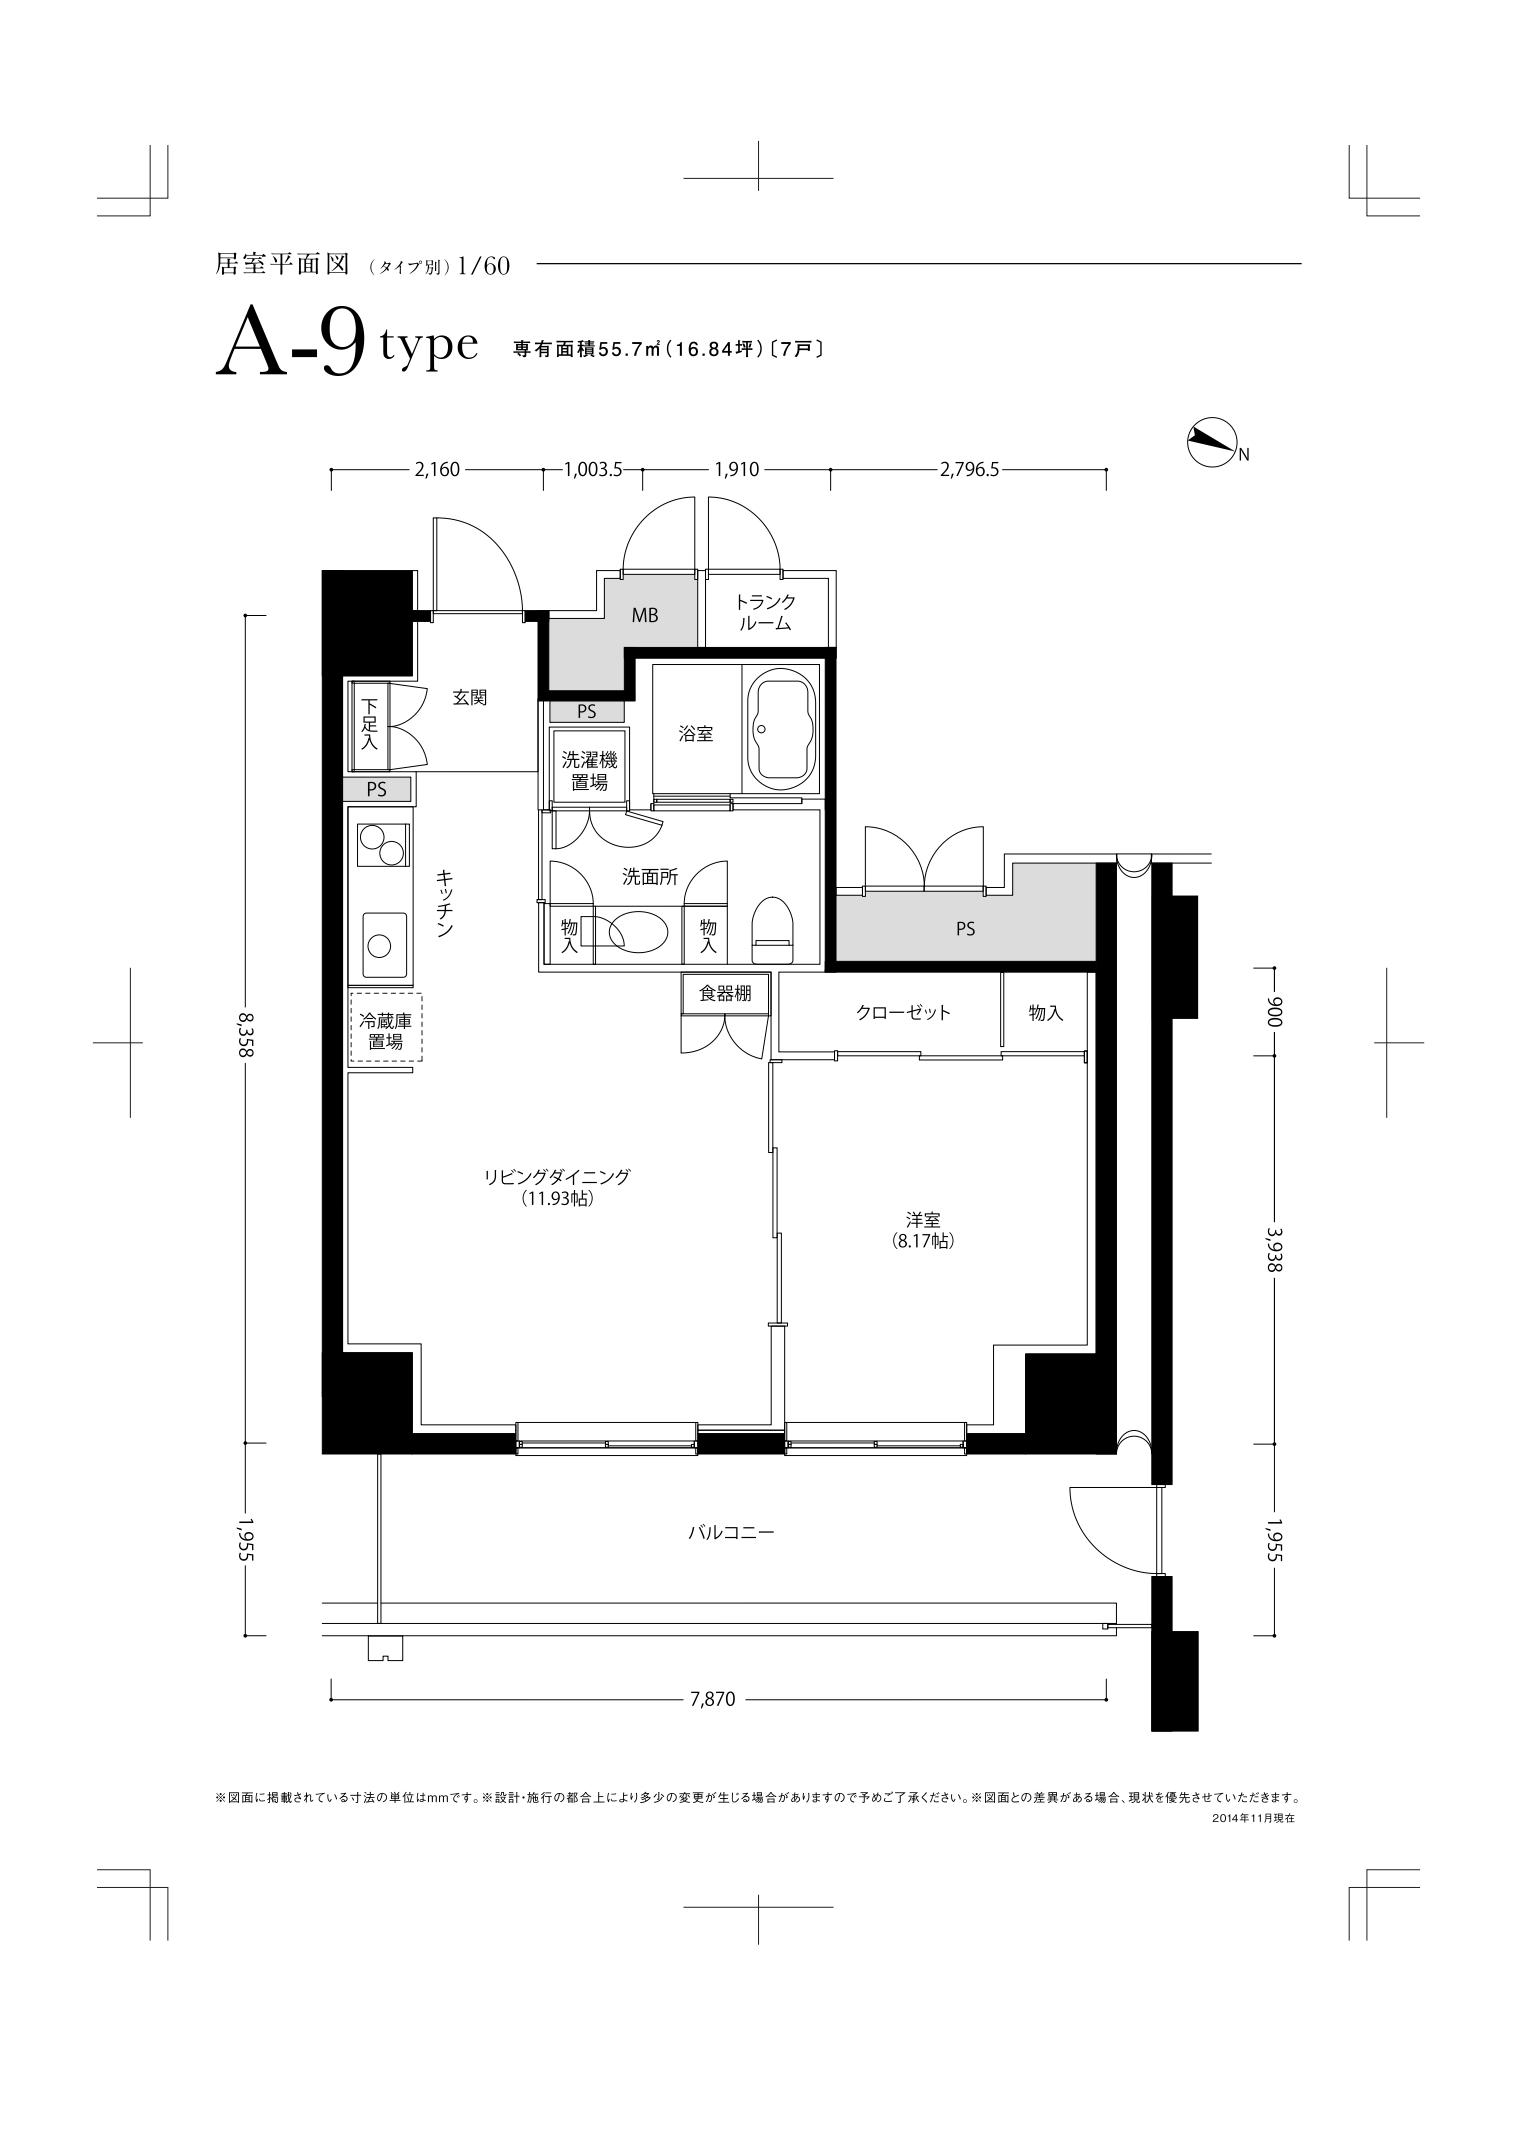 居室平面図 （タイプ別）1/60
A-9 type 専有面積55.7㎡（16.84坪）〔7戸〕
N
2,160 1,003.5 1,910 2,796.5
MB
トランク
ルーム
玄関
下足入
PS
PS
浴室
洗濯機
置場
キッチン
洗面所
物入
物入
PS
食器棚
クローゼット
物入
冷蔵庫
置場
900
8,358
リビングダイニング
（11.93帖）
洋室
（8.17帖）
3,938
バルコニー
1,955
1,955
7,870
※図面に掲載されている寸法の単位はmmです。※設計・施行の都合上により多少の変更が生じる場合がありますので予めご了承ください。※図面との差異がある場合、現状を優先させていただきます。
2014年11月現在